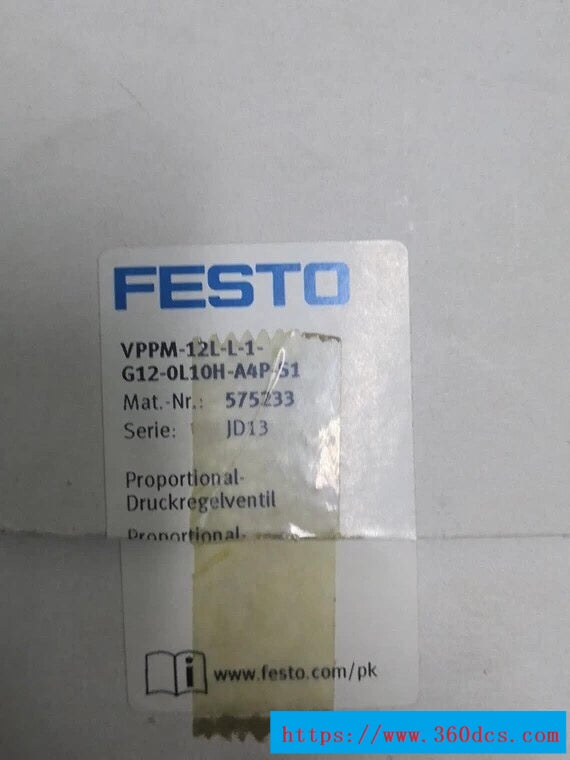 FESTO
VPPM-12L-L-1-
G12-0L10H-A4P-S1
Mat.-Nr.: 575233
Serie: JD13
Proportional-
Druckregelventil
Proportional-
i
www.festo.com/pk
https://www.360dcs.com